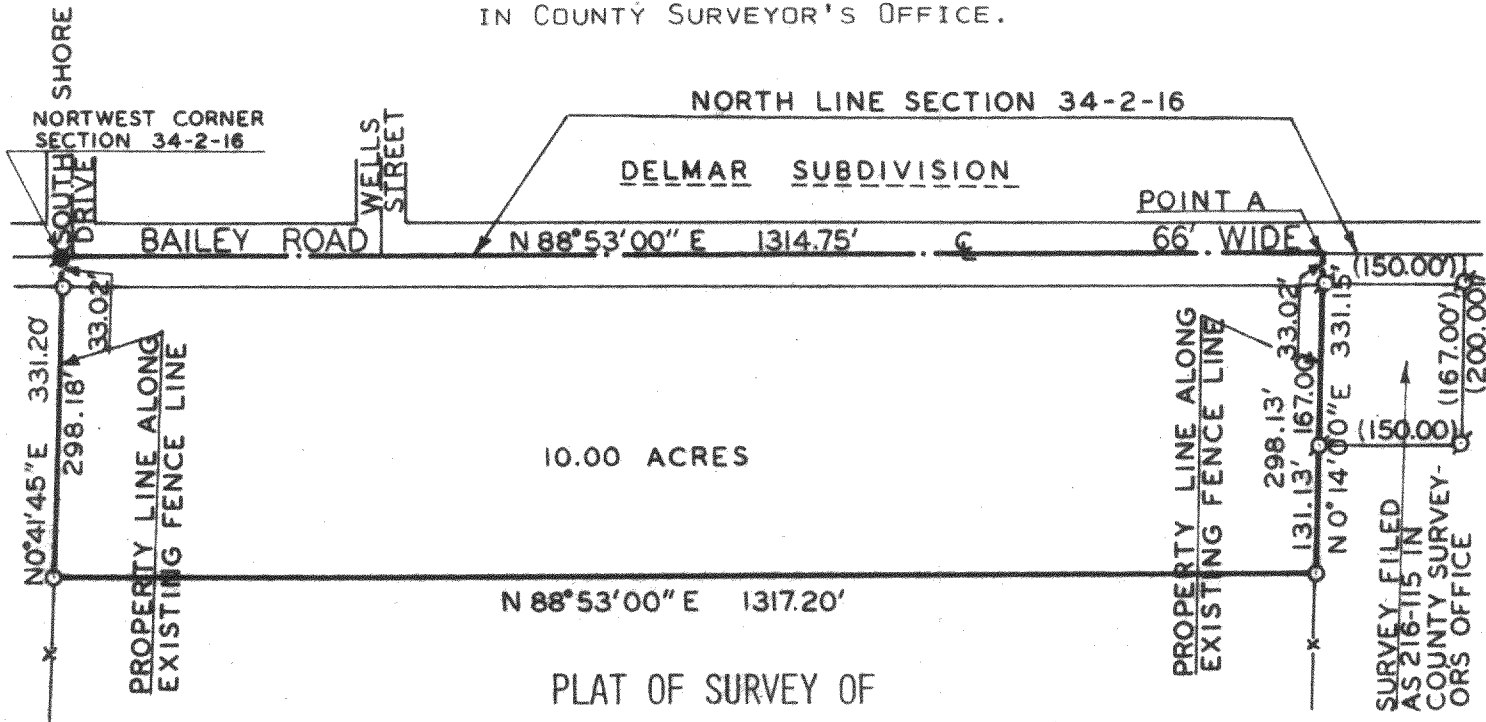 IN COUNTY SURVEYOR'S OFFICE.
SOUTH SHORE
DRIVE
NORTWEST CORNER
SECTION 34-2-16
WELLS
STREET
NORTH LINE SECTION 34-2-16
DELMAR SUBDIVISION
POINT A
BAILEY ROAD
N 88°53'00" E 1314.75'
℄
66' WIDE
(150.00')
33.02'
N0°41'45"E 331.20'
298.18'
PROPERTY LINE ALONG
EXISTING FENCE LINE
10.00 ACRES
PROPERTY LINE ALONG
EXISTING FENCE LINE
33.02'
298.13'
167.00'
131.13'
N 0°14'00"E 331.15'
(167.00')
(200.00')
(150.00)
SURVEY FILED
AS 216-115 IN
COUNTY SURVEY-
ORS OFFICE
N 88°53'00" E 1317.20'
PLAT OF SURVEY OF